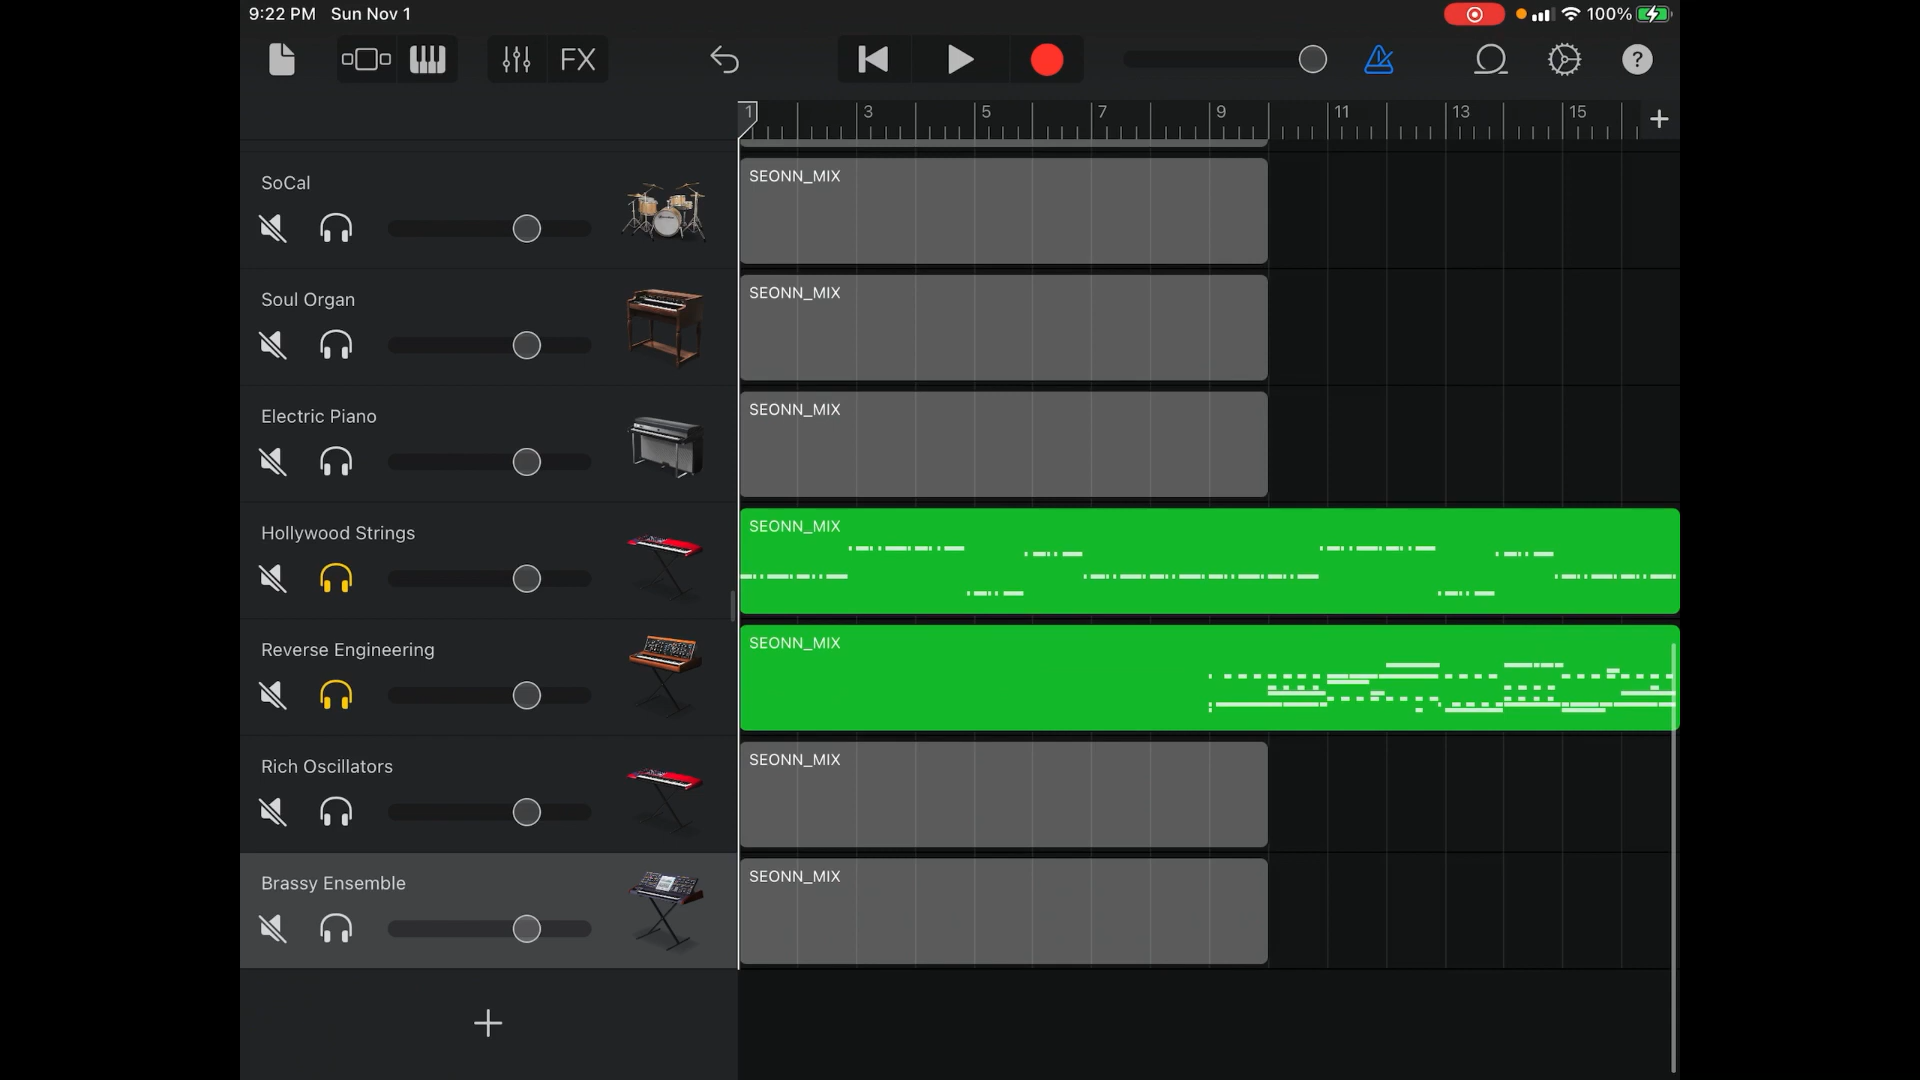 9:22 PM Sun Nov 1
100%
FX
?
1 3 5 7 9 11 13 15
SoCal
SEONN_MIX
Soul Organ
SEONN_MIX
Electric Piano
SEONN_MIX
Hollywood Strings
SEONN_MIX
Reverse Engineering
SEONN_MIX
Rich Oscillators
SEONN_MIX
Brassy Ensemble
SEONN_MIX